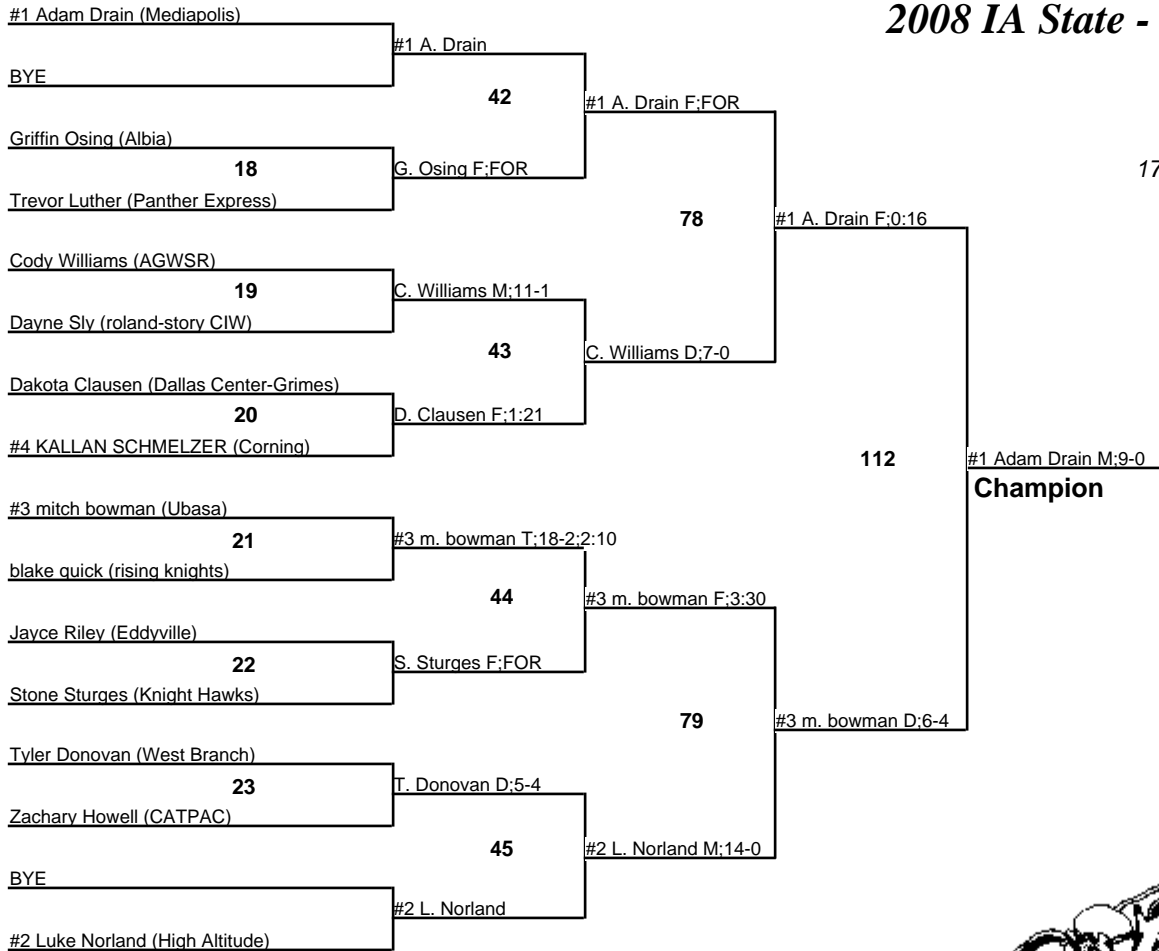 2008 IA State -
17
#1 Adam Drain (Mediapolis)
#1 A. Drain
BYE
42
#1 A. Drain F;FOR
Griffin Osing (Albia)
18
G. Osing F;FOR
Trevor Luther (Panther Express)
78
#1 A. Drain F;0:16
Cody Williams (AGWSR)
19
C. Williams M;11-1
Dayne Sly (roland-story CIW)
43
C. Williams D;7-0
Dakota Clausen (Dallas Center-Grimes)
20
D. Clausen F;1:21
#4 KALLAN SCHMELZER (Corning)
112
#1 Adam Drain M;9-0
Champion
#3 mitch bowman (Ubasa)
21
#3 m. bowman T;18-2;2:10
blake quick (rising knights)
44
#3 m. bowman F;3:30
Jayce Riley (Eddyville)
22
S. Sturges F;FOR
Stone Sturges (Knight Hawks)
79
#3 m. bowman D;6-4
Tyler Donovan (West Branch)
23
T. Donovan D;5-4
Zachary Howell (CATPAC)
45
#2 L. Norland M;14-0
BYE
#2 L. Norland
#2 Luke Norland (High Altitude)